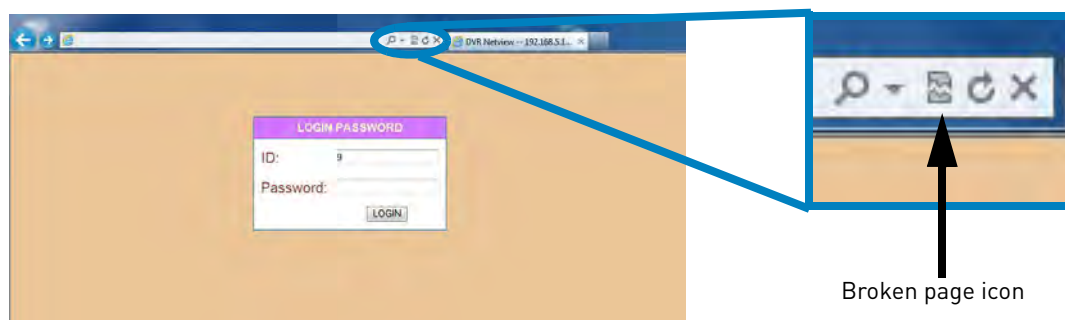 DVR Netview -- 192.168.5.1...
LOGIN PASSWORD
ID: 9
Password:
LOGIN
Broken page icon